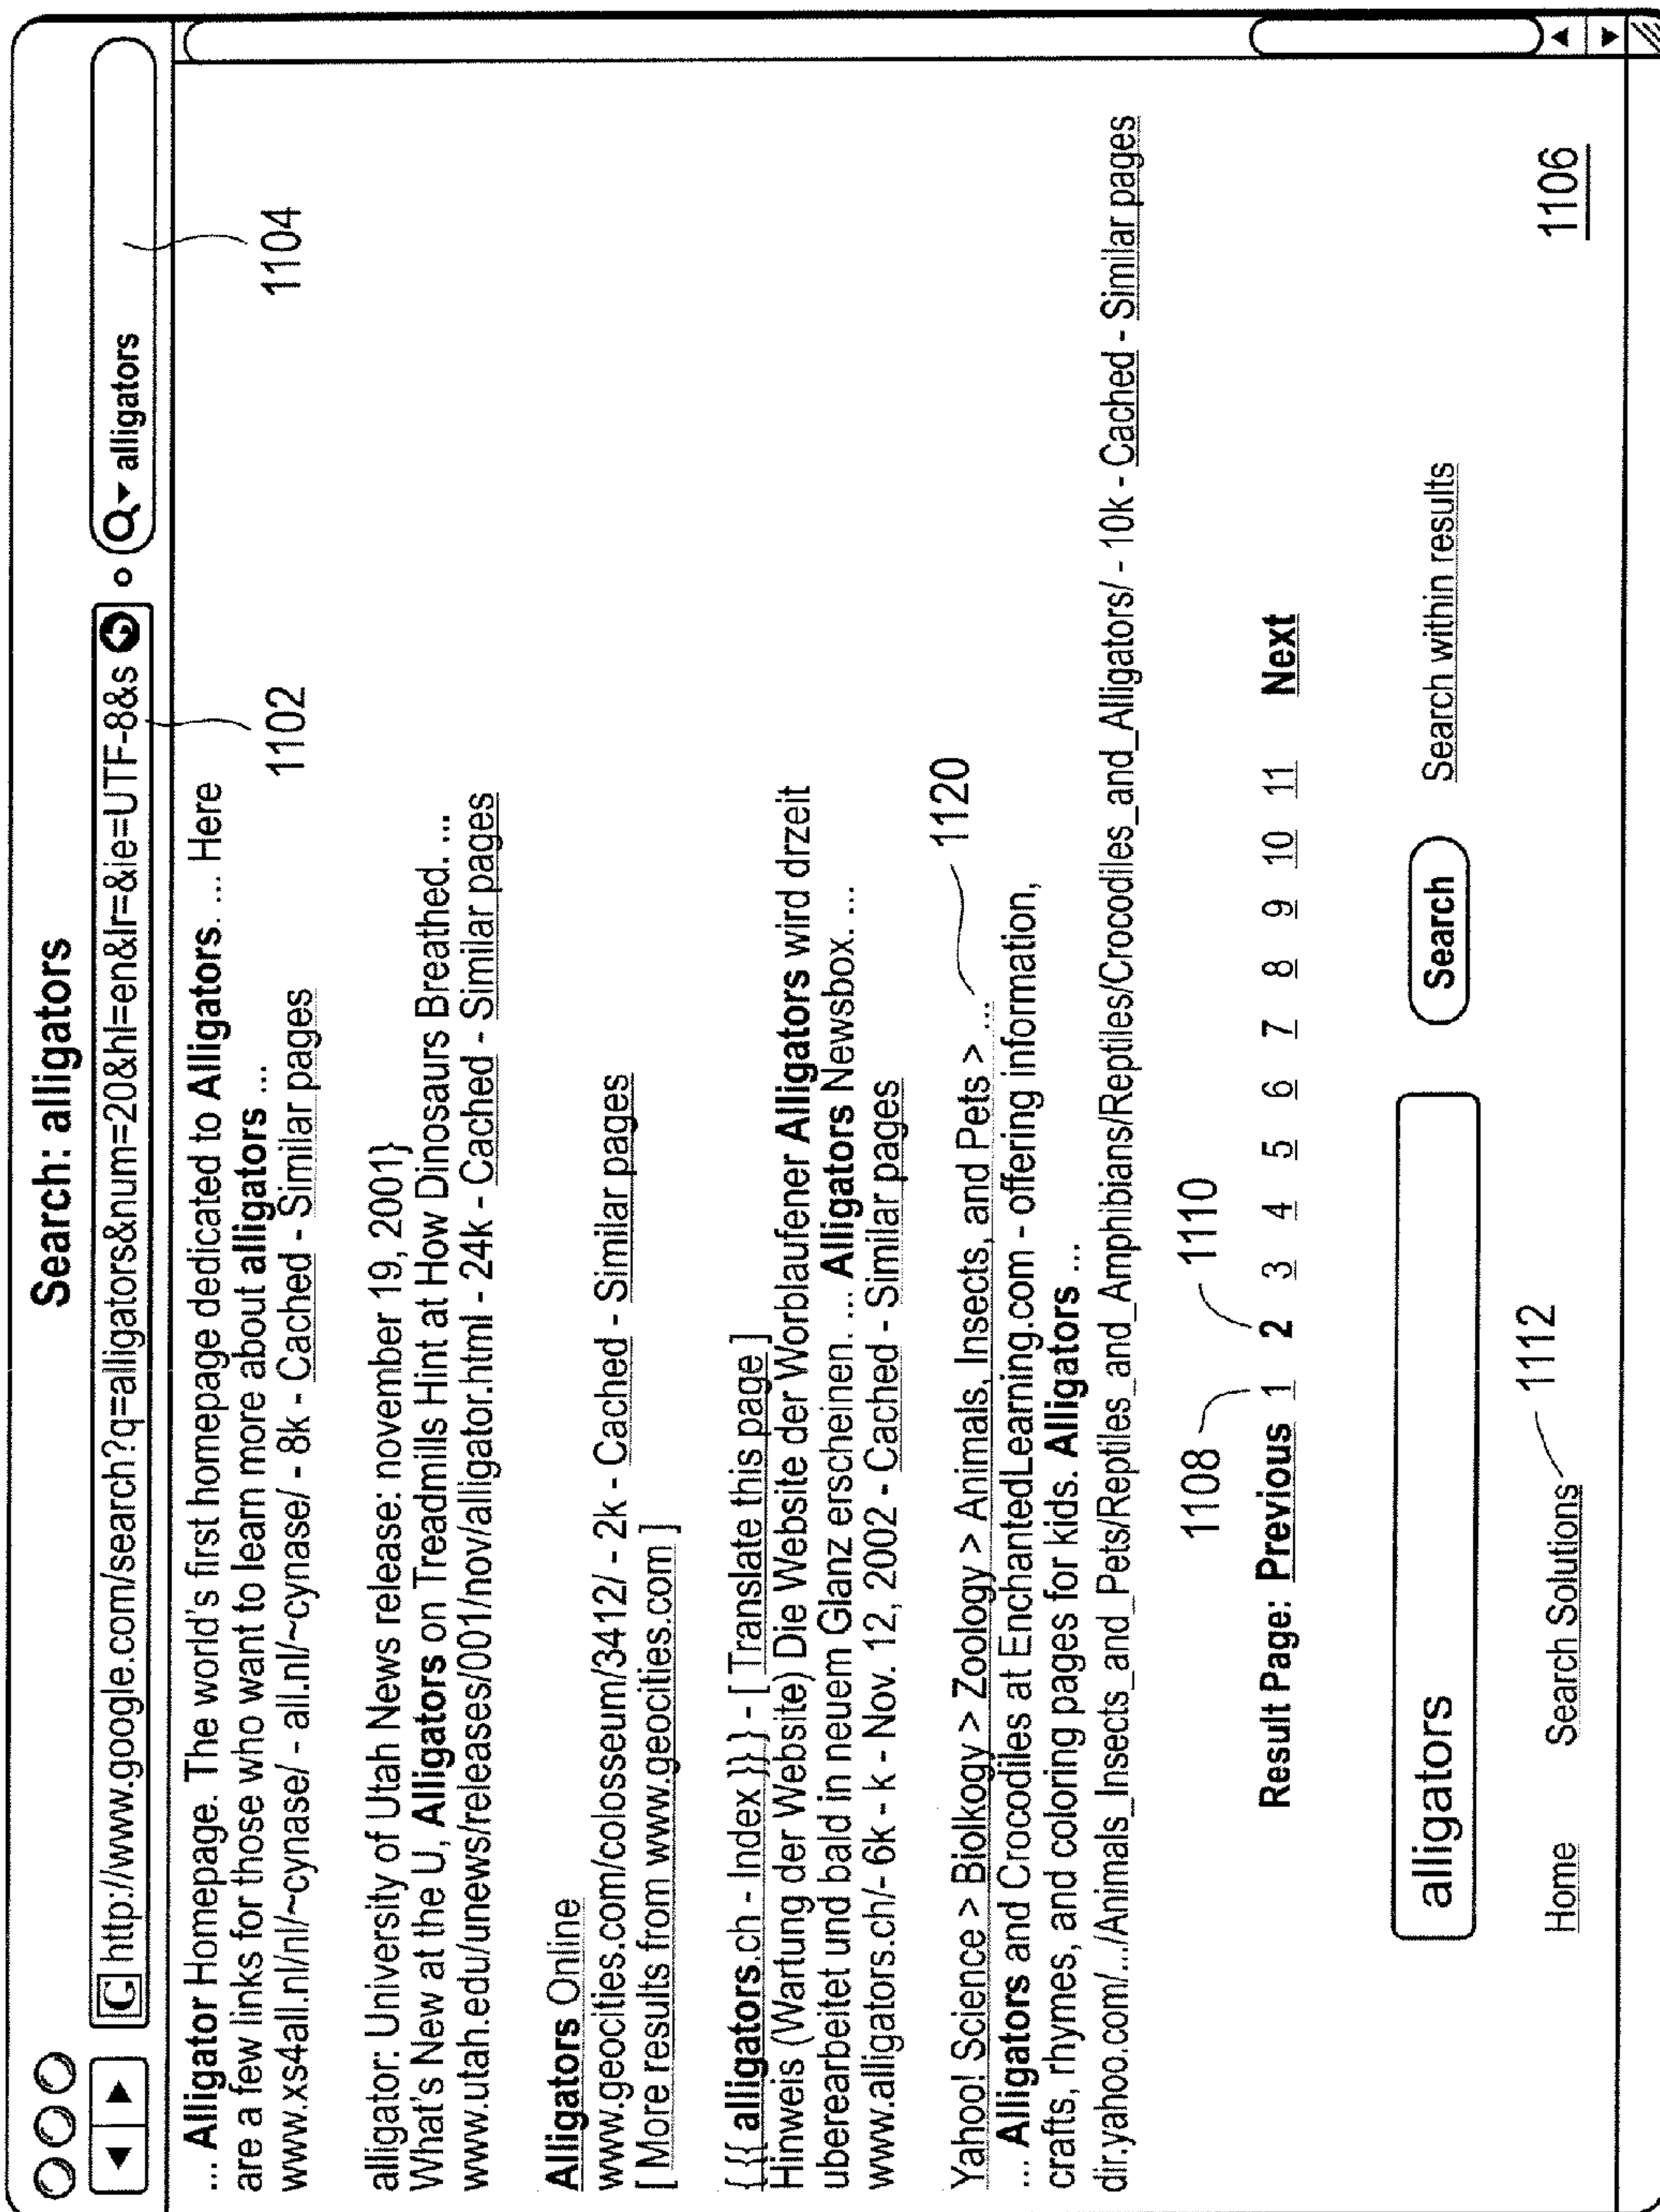 Search: alligators
G http://www.google.com/search?q=alligators&num=20&hl=en&lr=&ie=UTF-8&s
alligators
1102
1104
... Alligator Homepage. The world's first homepage dedicated to Alligators. ... Here
are a few links for those who want to learn more about alligators ...
www.xs4all.nl/nl/~cynase/ - all.nl/~cynase/ - 8k - Cached - Similar pages
alligator: University of Utah News release: november 19, 2001}
What's New at the U, Alligators on Treadmills Hint at How Dinosaurs Breathed. ...
www.utah.edu/unews/releases/001/nov/alligator.html - 24k - Cached - Similar pages
Alligators Online
www.geocities.com/colosseum/3412/ - 2k - Cached - Similar pages
[ More results from www.geocities.com ]
{ {{ alligators.ch - Index }} } - [ Translate this page ]
Hinweis (Wartung der Website) Die Website der Worblaufener Alligators wird drzeit
uberearbeitet und bald in neuem Glanz erscheinen. ... Alligators Newsbox. ...
www.alligators.ch/- 6k - k - Nov. 12, 2002 - Cached - Similar pages
1120
Yahoo! Science > Biolkogy > Zoology > Animals, Insects, and Pets > ...
... Alligators and Crocodiles at EnchantedLearning.com - offering information,
crafts, rhymes, and coloring pages for kids. Alligators ...
dir.yahoo.com/.../Animals_Insects_and_Pets/Reptiles_and_Amphibians/Reptiles/Crocodiles_and_Alligators/ - 10k - Cached - Similar pages
1108 1110
Result Page: Previous 1 2 3 4 5 6 7 8 9 10 11 Next
alligators Search Search within results
1112
Home Search Solutions
1106